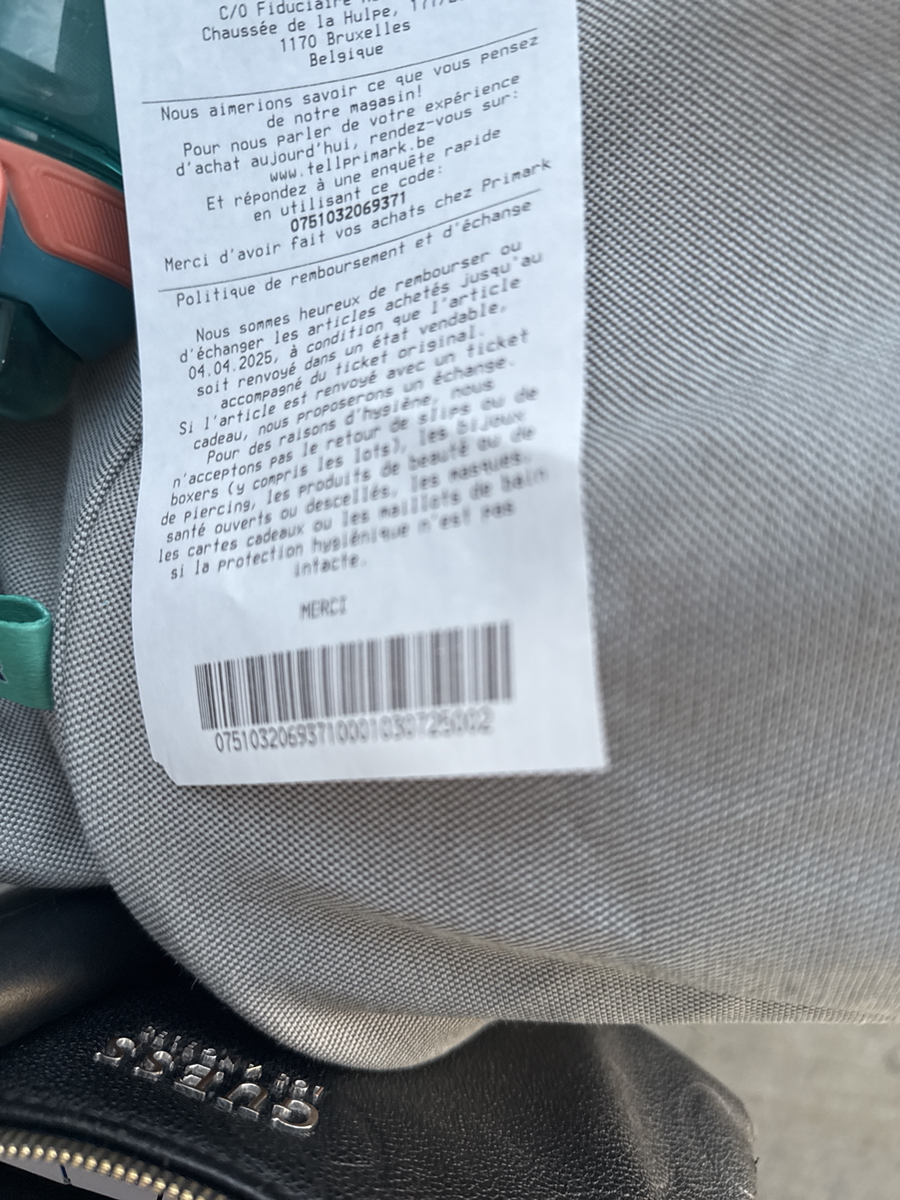 C/O Fiduciaire
Chaussée de la Hulpe,
1170 Bruxelles
Belgique
Nous aimerions savoir ce que vous pensez
de notre magasin!
Pour nous parler de votre expérience
d'achat aujourd'hui, rendez-vous sur:
www.tellprimark.be
Et répondez à une enquête rapide
en utilisant ce code:
0751032069371
Merci d'avoir fait vos achats chez Primark
Politique de remboursement et d'échange
Nous sommes heureux de rembourser ou
d'échanger les articles achetés jusqu'au
04.04.2025, à condition que l'article
soit renvoyé dans un état vendable,
accompagné du ticket original.
Si l'article est renvoyé avec un ticket
cadeau, nous proposerons un échange.
Pour des raisons d'hygiène, nous
n'acceptons pas le retour de slips ou de
boxers (y compris les lots), les bijoux
de piercing, les produits de beauté ou de
santé ouverts ou descellés, les masques,
les cartes cadeaux ou les maillots de bain
si la protection hygiénique n'est pas
intacte.
MERCI
07510320693710001030725002
GUESS